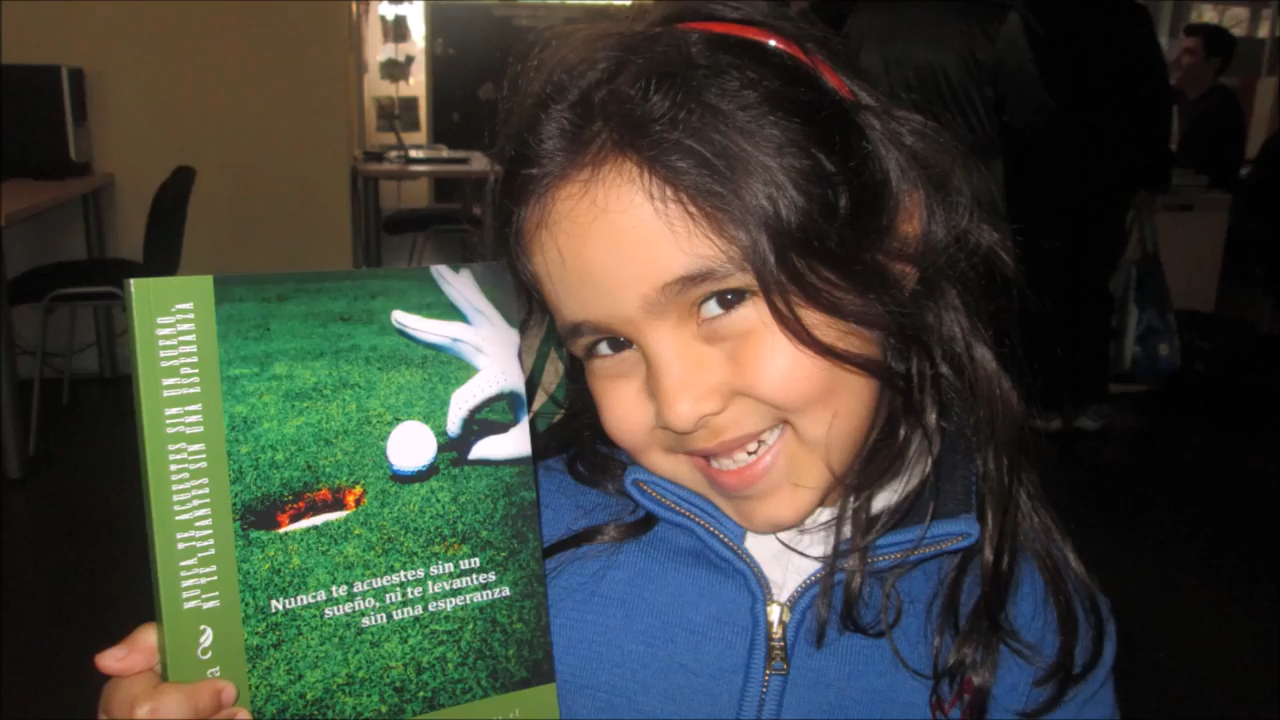 NUNCA TE ACUESTES SIN UN SUEÑO,
NI TE LEVANTES SIN UNA ESPERANZA
Nunca te acuestes sin un
sueño, ni te levantes
sin una esperanza